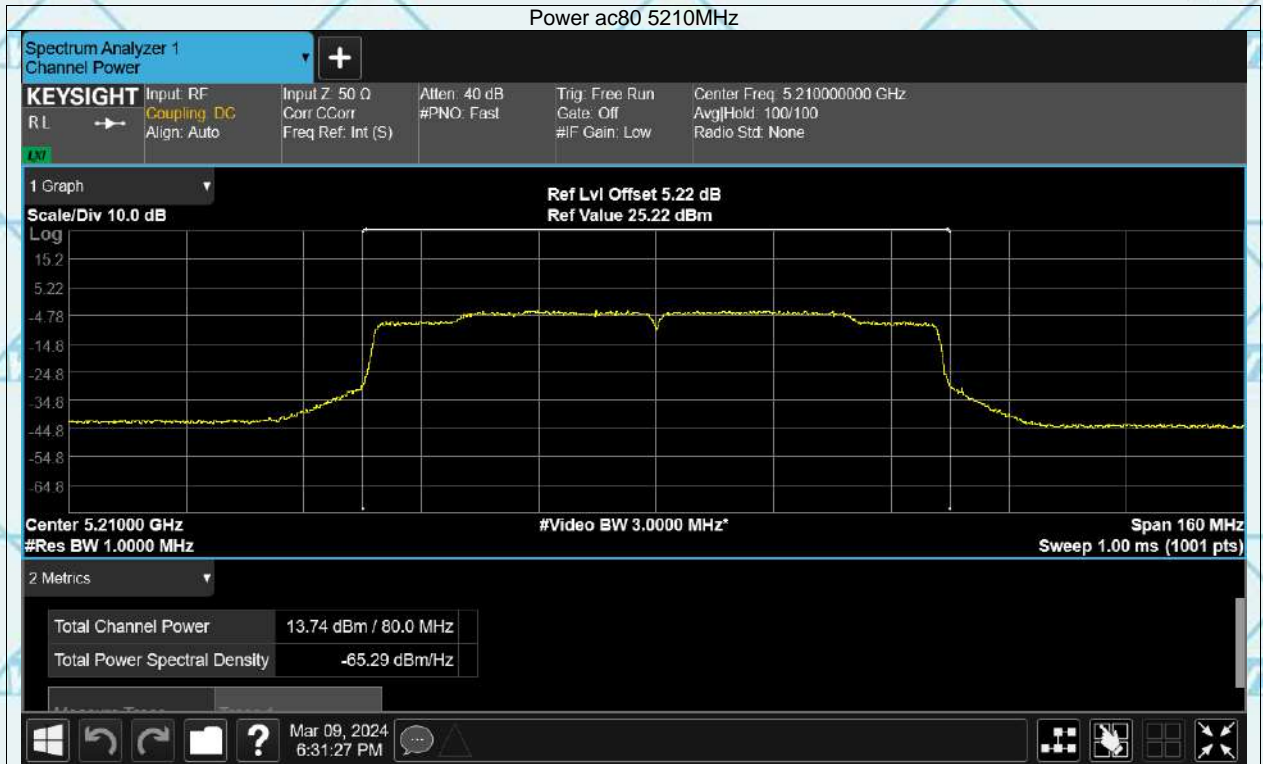 Power ac80 5210MHz
Spectrum Analyzer 1
Channel Power
+
KEYSIGHT
RL
LXI
Input: RF
Coupling: DC
Align: Auto
Input Z: 50 Ω
Corr CCorr
Freq Ref: Int (S)
Atten: 40 dB
#PNO: Fast
Trig: Free Run
Gate: Off
#IF Gain: Low
Center Freq: 5.210000000 GHz
Avg|Hold: 100/100
Radio Std: None
1 Graph
Scale/Div 10.0 dB
Ref Lvl Offset 5.22 dB
Ref Value 25.22 dBm
Log
15.2
5.22
-4.78
-14.8
-24.8
-34.8
-44.8
-54.8
-64.8
Center 5.21000 GHz
#Video BW 3.0000 MHz*
Span 160 MHz
#Res BW 1.0000 MHz
Sweep 1.00 ms (1001 pts)
2 Metrics
Total Channel Power 13.74 dBm / 80.0 MHz
Total Power Spectral Density -65.29 dBm/Hz
?
Mar 09, 2024
6:31:27 PM